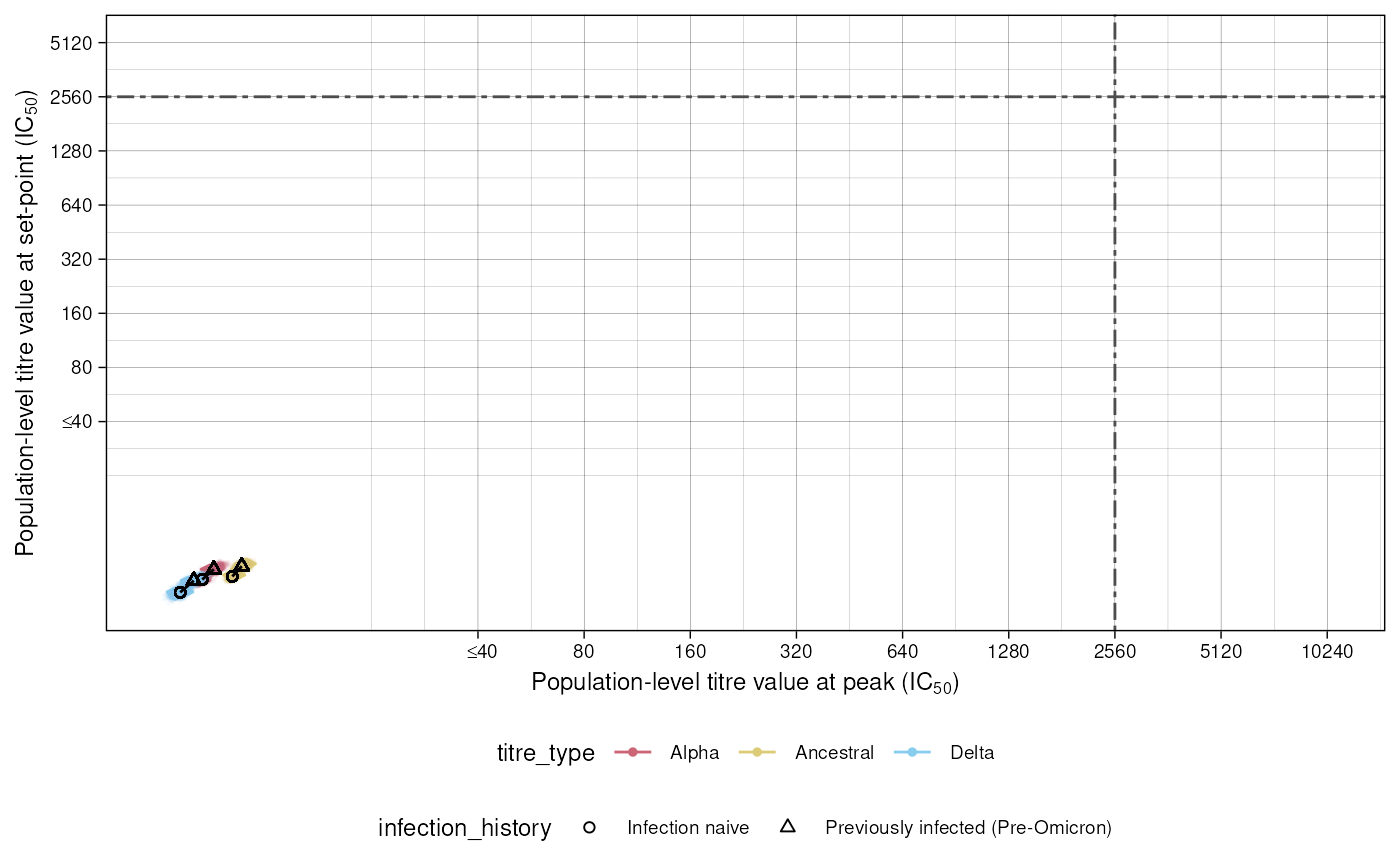 Population-level titre value at set-point (IC50)
5120
2560
1280
640
320
160
80
≤40
≤40 80 160 320 640 1280 2560 5120 10240
Population-level titre value at peak (IC50)
titre_type Alpha Ancestral Delta
infection_history Infection naive Previously infected (Pre-Omicron)